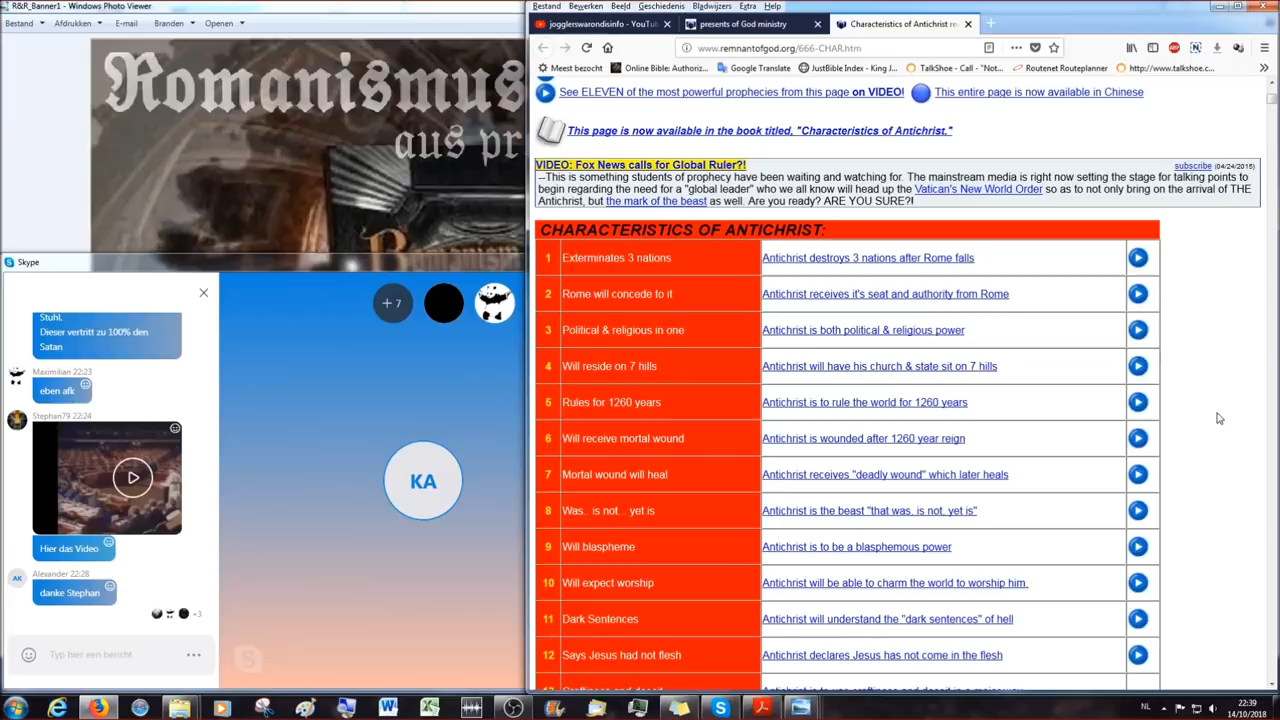 R&R_Banner1 - Windows Photo Viewer
Bestand Afdrukken E-mail Branden Openen
Romanismus
aus pr
Skype
+ 7
Stuhl.
Dieser vertritt zu 100% den
Satan
Maximilian 22:23
eben afk
Stephan79 22:24
Hier das Video
AK
Alexander 22:28
danke Stephan
+3
Typ hier een bericht
KA
Bestand Bewerken Beeld Geschiedenis Bladwijzers Extra Help
jogglerswarondisinfo - YouTu
presents of God ministry
Characteristics of Antichrist re
www.remnantofgod.org/666-CHAR.htm
Meest bezocht Online Bible: Authoriz... Google Translate JustBible Index - King J... TalkShoe - Call - "Not... Routenet Routeplanner http://www.talkshoe.c...
See ELEVEN of the most powerful prophecies from this page on VIDEO! This entire page is now available in Chinese
This page is now available in the book titled, "Characteristics of Antichrist."
VIDEO: Fox News calls for Global Ruler?! subscribe (04/24/2015)
--This is something students of prophecy have been waiting and watching for. The mainstream media is right now setting the stage for talking points to
begin regarding the need for a "global leader" who we all know will head up the Vatican's New World Order so as to not only bring on the arrival of THE
Antichrist, but the mark of the beast as well. Are you ready? ARE YOU SURE?!
CHARACTERISTICS OF ANTICHRIST:
1 Exterminates 3 nations Antichrist destroys 3 nations after Rome falls
2 Rome will concede to it Antichrist receives it's seat and authority from Rome
3 Political & religious in one Antichrist is both political & religious power
4 Will reside on 7 hills Antichrist will have his church & state sit on 7 hills
5 Rules for 1260 years Antichrist is to rule the world for 1260 years
6 Will receive mortal wound Antichrist is wounded after 1260 year reign
7 Mortal wound will heal Antichrist receives "deadly wound" which later heals
8 Was.. is not... yet is Antichrist is the beast "that was, is not, yet is"
9 Will blaspheme Antichrist is to be a blasphemous power
10 Will expect worship Antichrist will be able to charm the world to worship him.
11 Dark Sentences Antichrist will understand the "dark sentences" of hell
12 Says Jesus had not flesh Antichrist declares Jesus has not come in the flesh
NL
22:39
14/10/2018